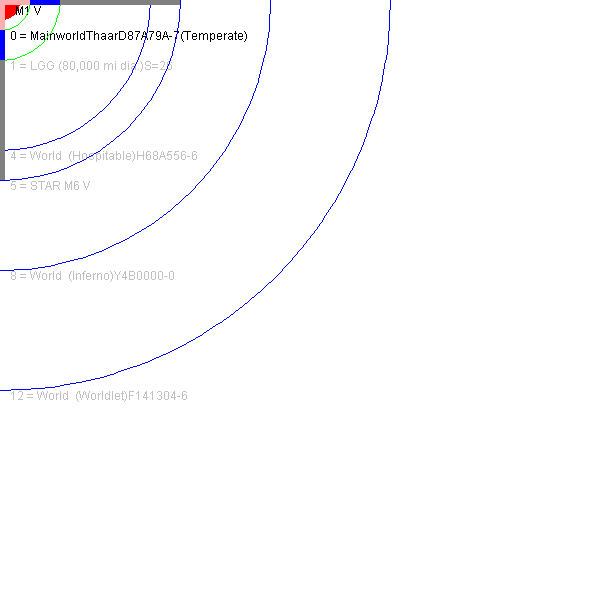 M1 V
0 = MainworldThaarD87A79A-7(Temperate)
1 = LGG (80,000 mi dia.)S=23
4 = World  (Hospitable)H68A556-6
5 = STAR M6 V
8 = World  (Inferno)Y4B0000-0
12 = World  (Worldlet)F141304-6